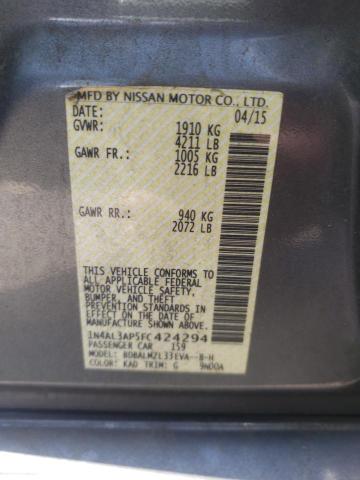 MFD BY NISSAN MOTOR CO., LTD.
DATE: 04/15
GVWR: 1910 KG
4211 LB
GAWR FR.: 1005 KG
2216 LB
GAWR RR.: 940 KG
2072 LB
THIS VEHICLE CONFORMS TO
ALL APPLICABLE FEDERAL
MOTOR VEHICLE SAFETY,
BUMPER, AND THEFT
PREVENTION STANDARDS IN
EFFECT ON THE DATE OF
MANUFACTURE SHOWN ABOVE.
1N4AL3AP5FC424294
PASSENGER CAR 159
MODEL: BDBALMZL33EVA--B-H
COLOR: KAD TRIM: G 9N00A